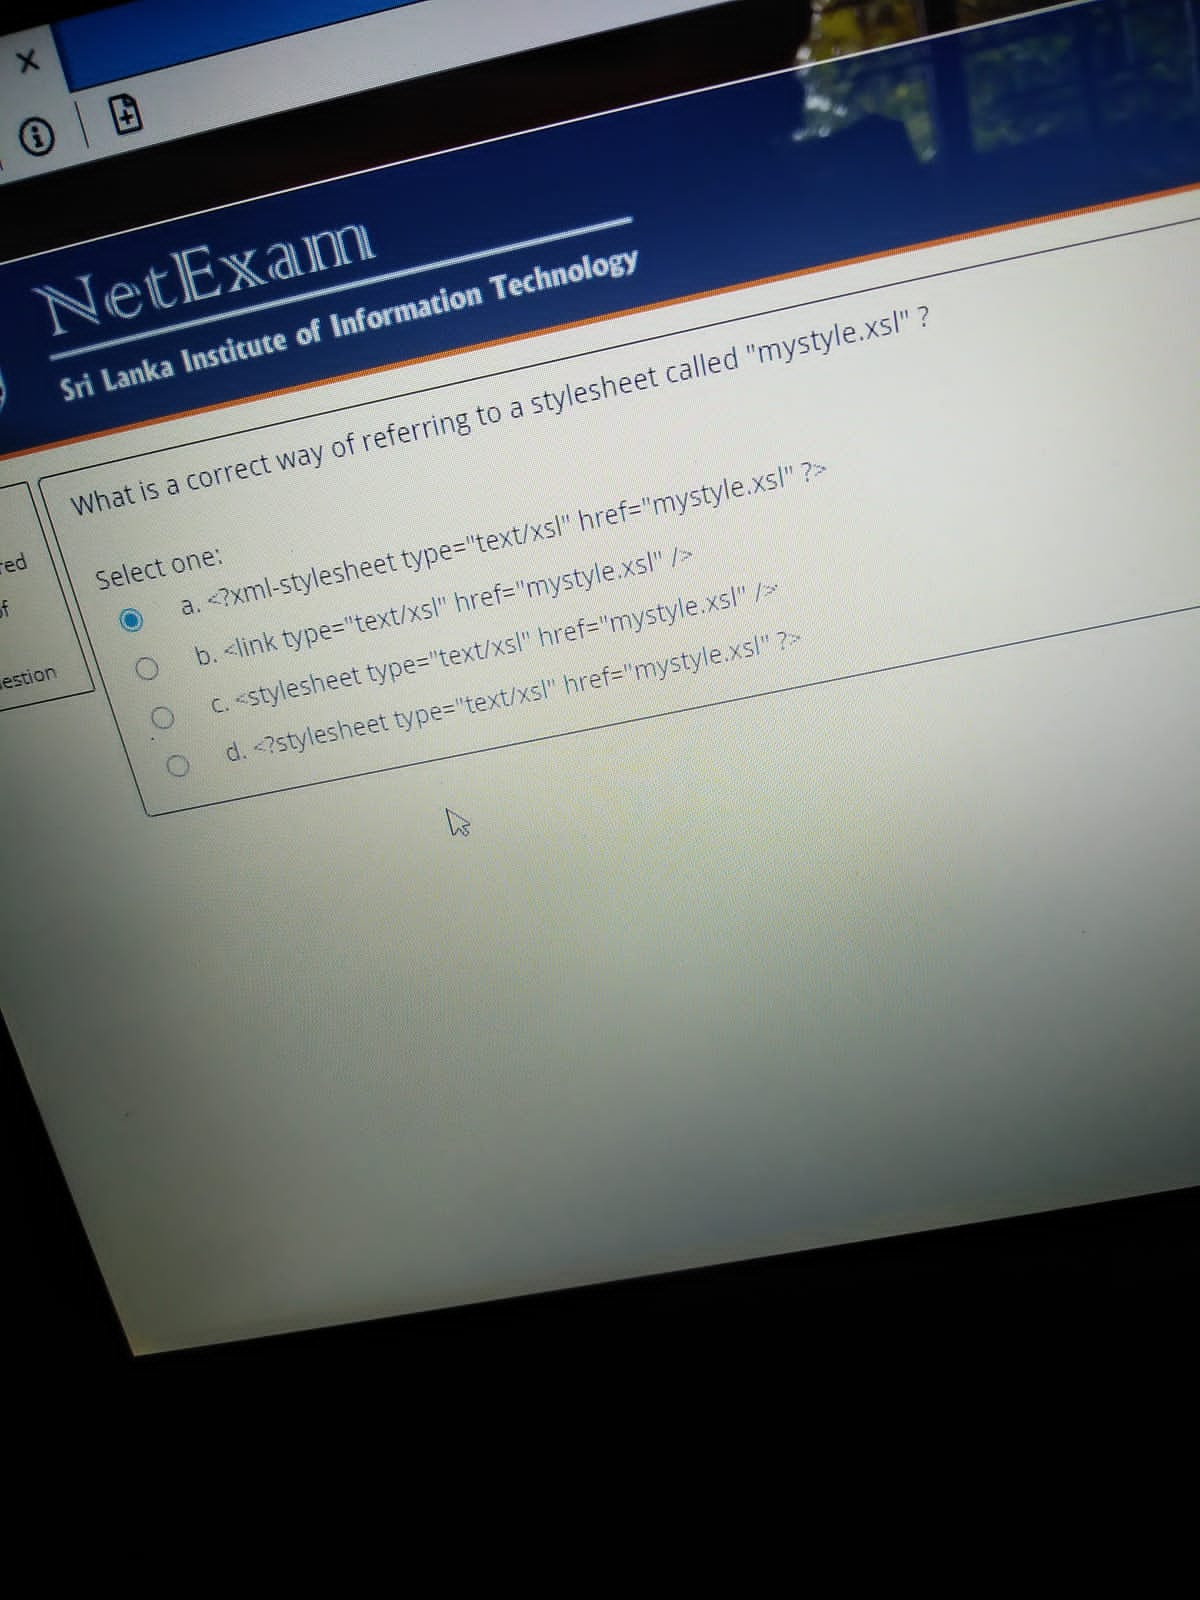 NetExam
Sri Lanka Institute of Information Technology
What is a correct way of referring to a stylesheet called "mystyle.xsl" ?
Select one:
a. <?xml-stylesheet type="text/xsl" href="mystyle.xsl" ?>
b. <link type="text/xsl" href="mystyle.xsl" />
c. <stylesheet type="text/xsl" href="mystyle.xsl" />
d. <?stylesheet type="text/xsl" href="mystyle.xsl" ?>